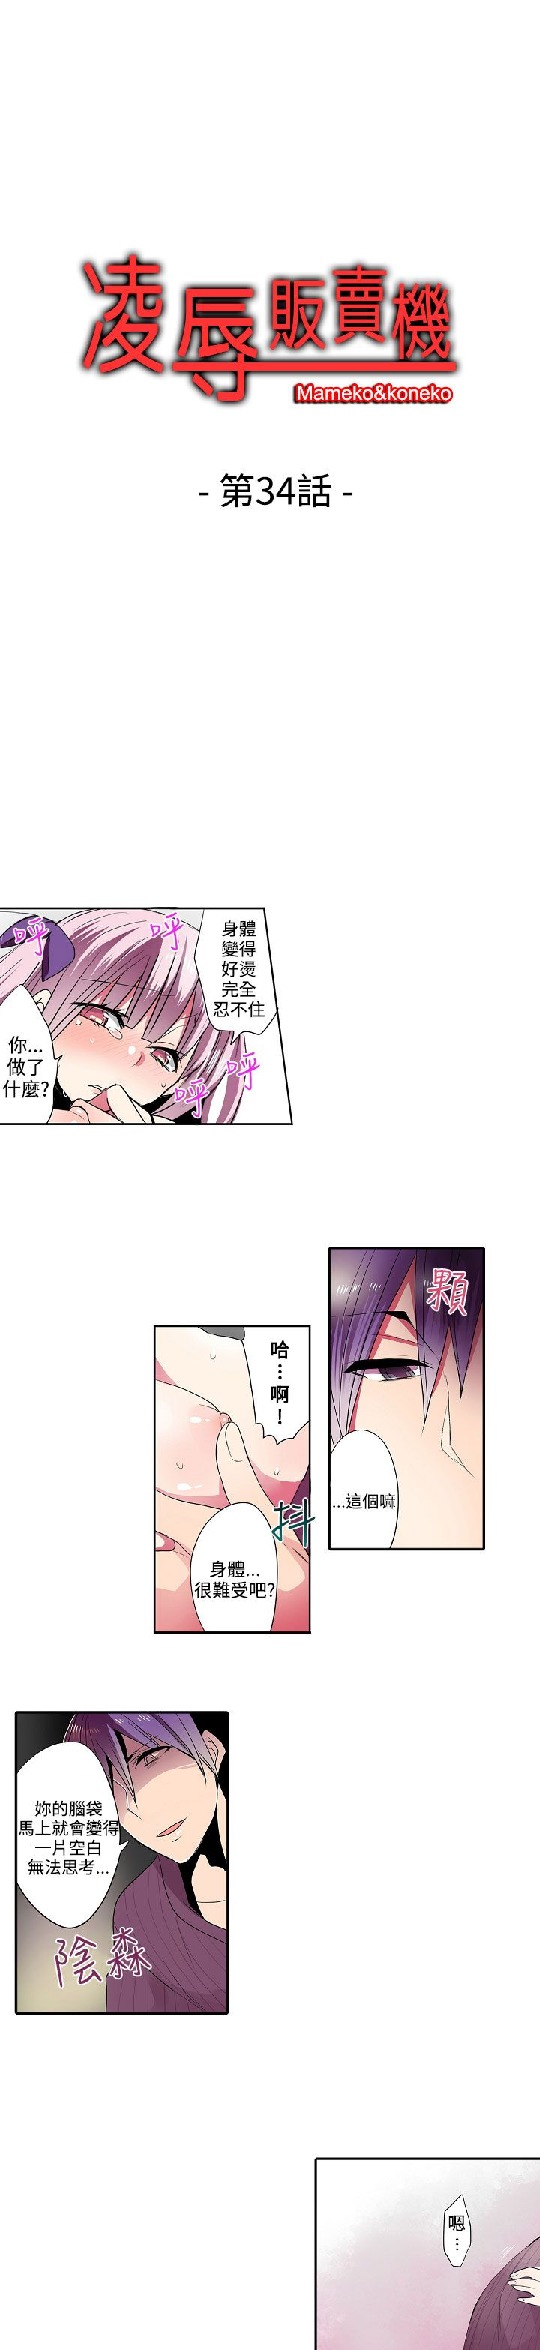 凌辱販賣機
Mameko&koneko
- 第34話 -
身體
變得
好燙
完全
忍不住
呼
呼
呼
呼
你...
做了
什麼?
顆
...這個嘛
哈…啊！
抖
身體...
很難受吧?
妳的腦袋
馬上就會變得
一片空白
無法思考...
陰森
嗯…